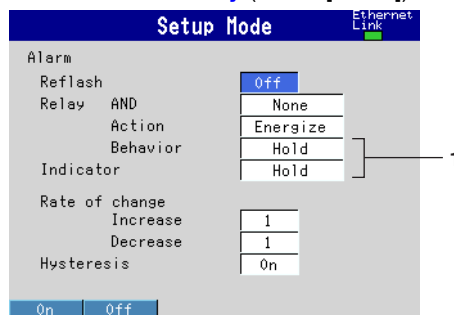 Setup Mode
Ethernet
Link
Alarm
Reflash Off
Relay AND None
Action Energize
Behavior Hold
Indicator Hold
Rate of change
Increase 1
Decrease 1
Hysteresis On
On Off